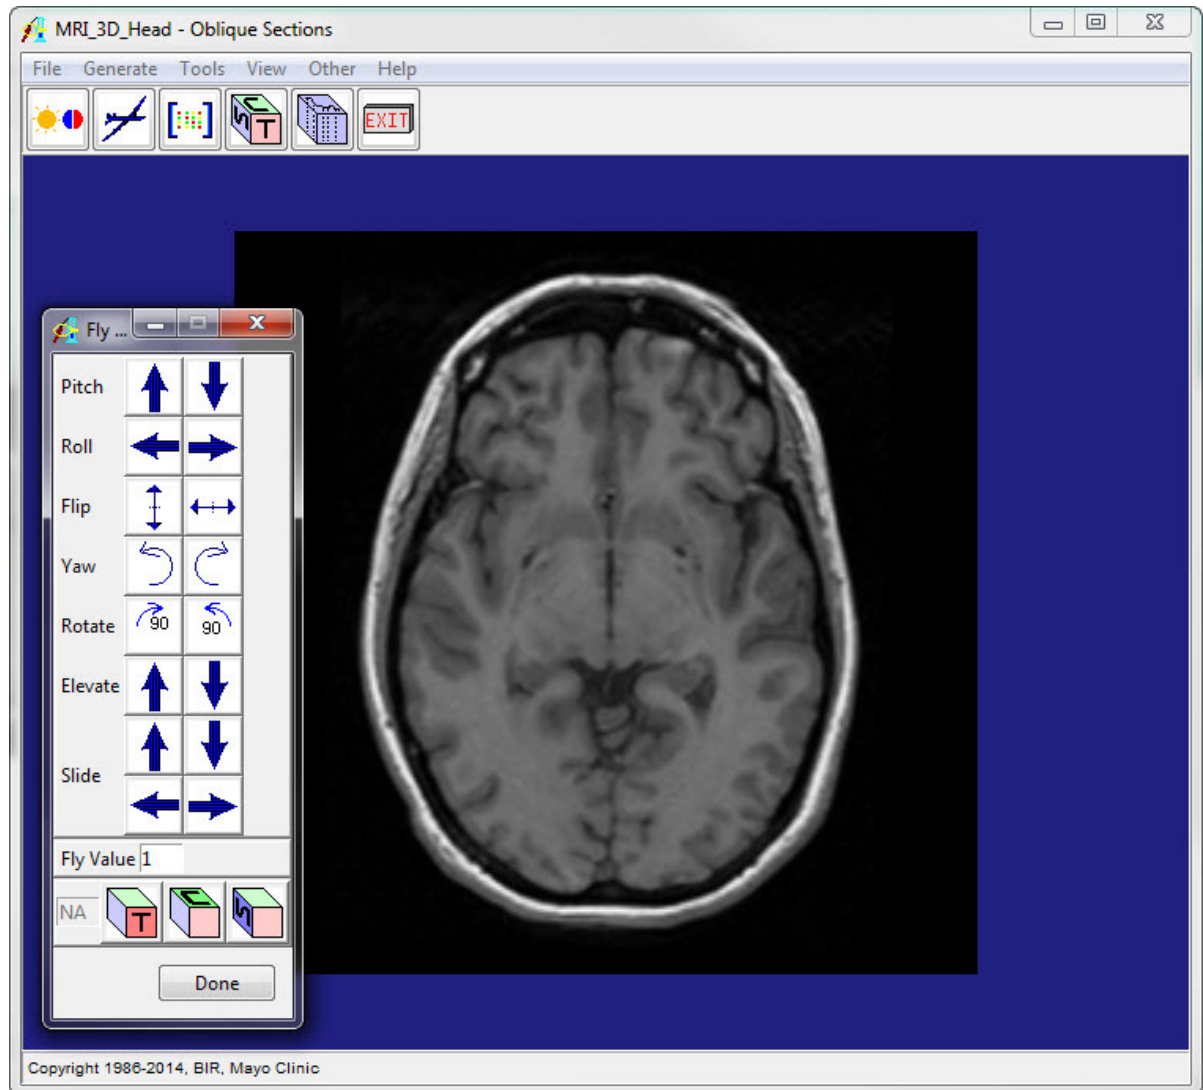 MRI_3D_Head - Oblique Sections
File Generate Tools View Other Help
EXIT
S C T
Fly ...
Pitch
Roll
Flip
Yaw
Rotate 90 90
Elevate
Slide
Fly Value 1
NA T C S
Done
Copyright 1986-2014, BIR, Mayo Clinic